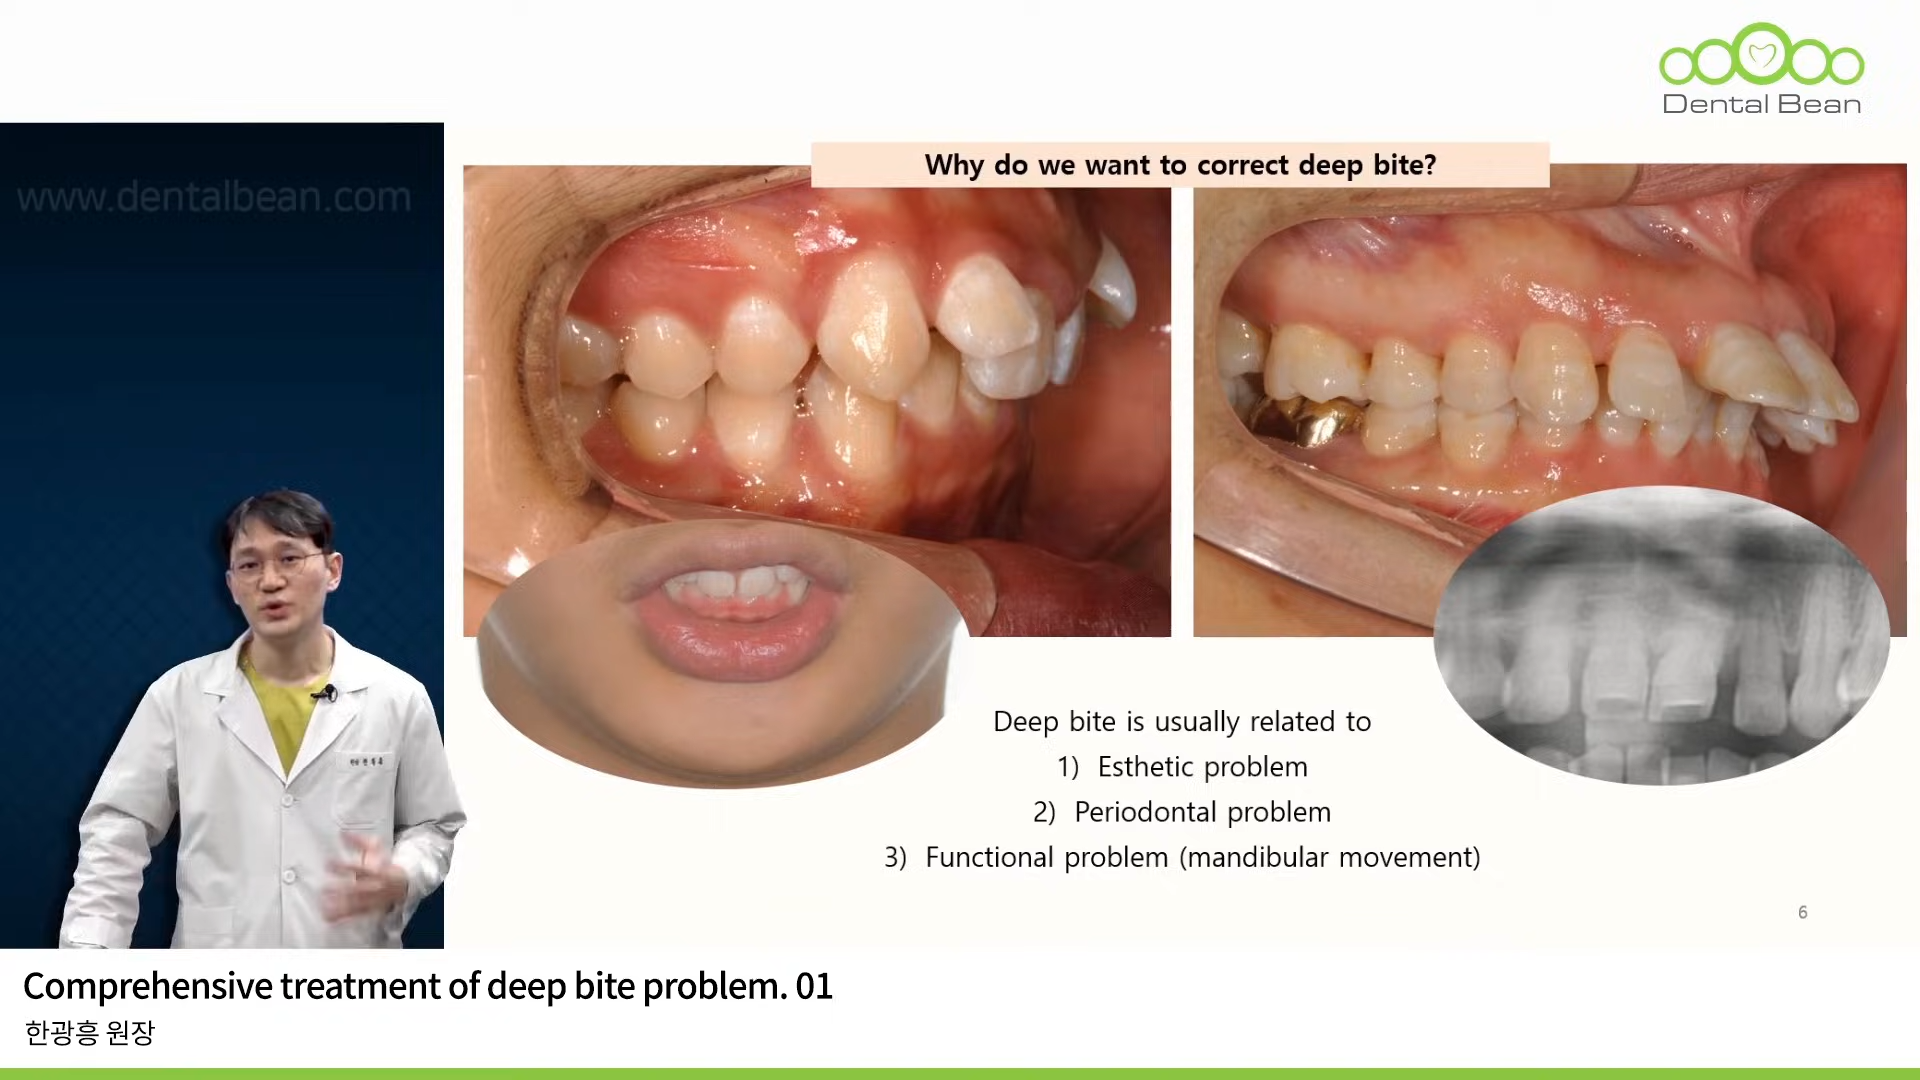 Dental Bean
www.dentalbean.com
Why do we want to correct deep bite?
Deep bite is usually related to
1) Esthetic problem
2) Periodontal problem
3) Functional problem (mandibular movement)
6
Comprehensive treatment of deep bite problem. 01
한광흥 원장